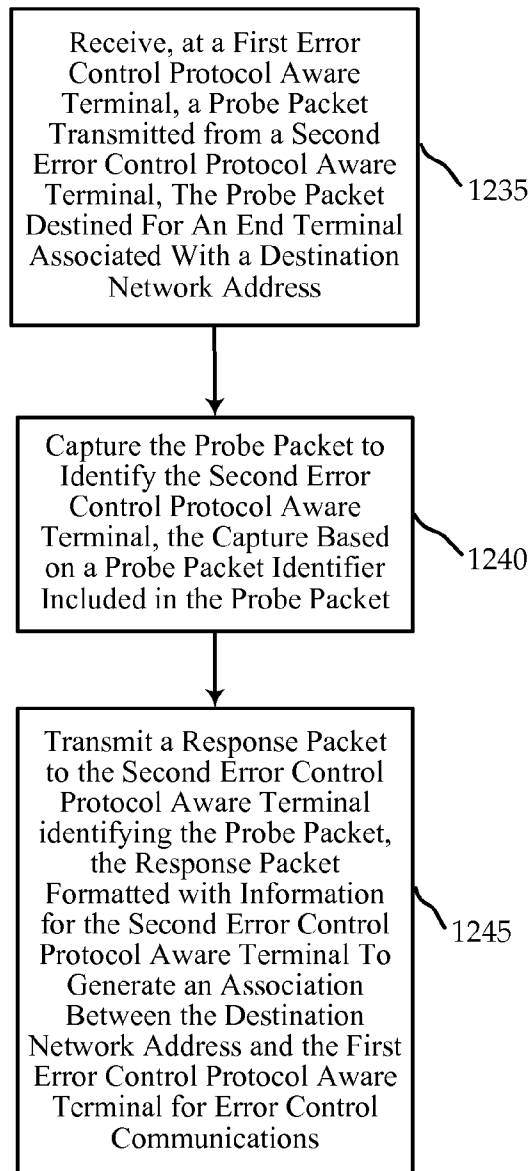 Receive, at a First Error
Control Protocol Aware
Terminal, a Probe Packet
Transmitted from a Second
Error Control Protocol Aware
Terminal, The Probe Packet
Destined For An End Terminal
Associated With a Destination
Network Address
1235
Capture the Probe Packet to
Identify the Second Error
Control Protocol Aware
Terminal, the Capture Based
on a Probe Packet Identifier
Included in the Probe Packet
1240
Transmit a Response Packet
to the Second Error Control
Protocol Aware Terminal
identifying the Probe Packet,
the Response Packet
Formatted with Information
for the Second Error Control
Protocol Aware Terminal To
Generate an Association
Between the Destination
Network Address and the First
Error Control Protocol Aware
Terminal for Error Control
Communications
1245